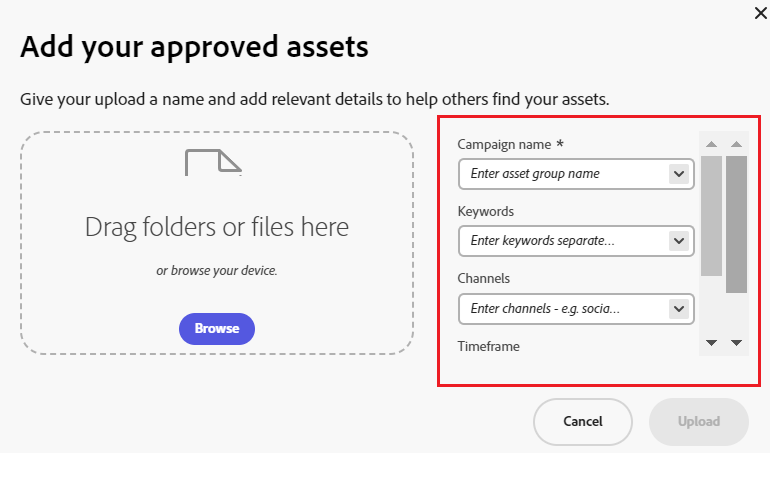 Add your approved assets
Give your upload a name and add relevant details to help others find your assets.
Drag folders or files here
or browse your device.
Browse
Campaign name *
Enter asset group name
Keywords
Enter keywords separate...
Channels
Enter channels - e.g. socia...
Timeframe
Cancel
Upload